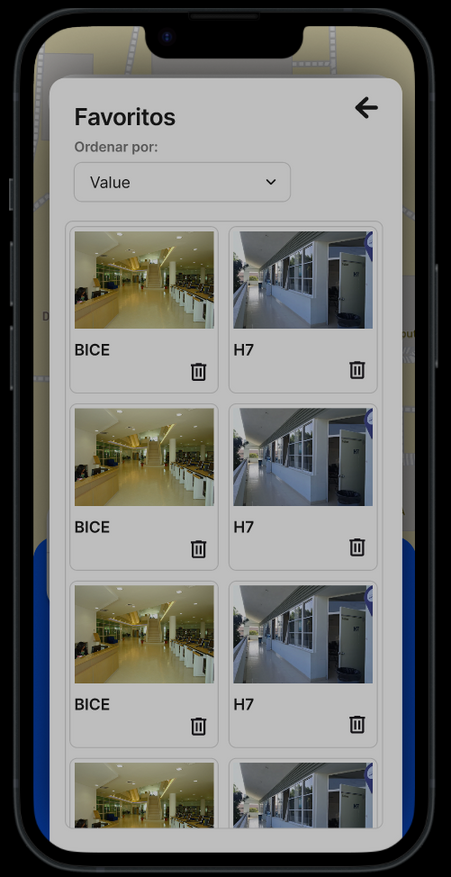 Favoritos
Ordenar por:
Value
BICE
H7
BICE
H7
BICE
H7